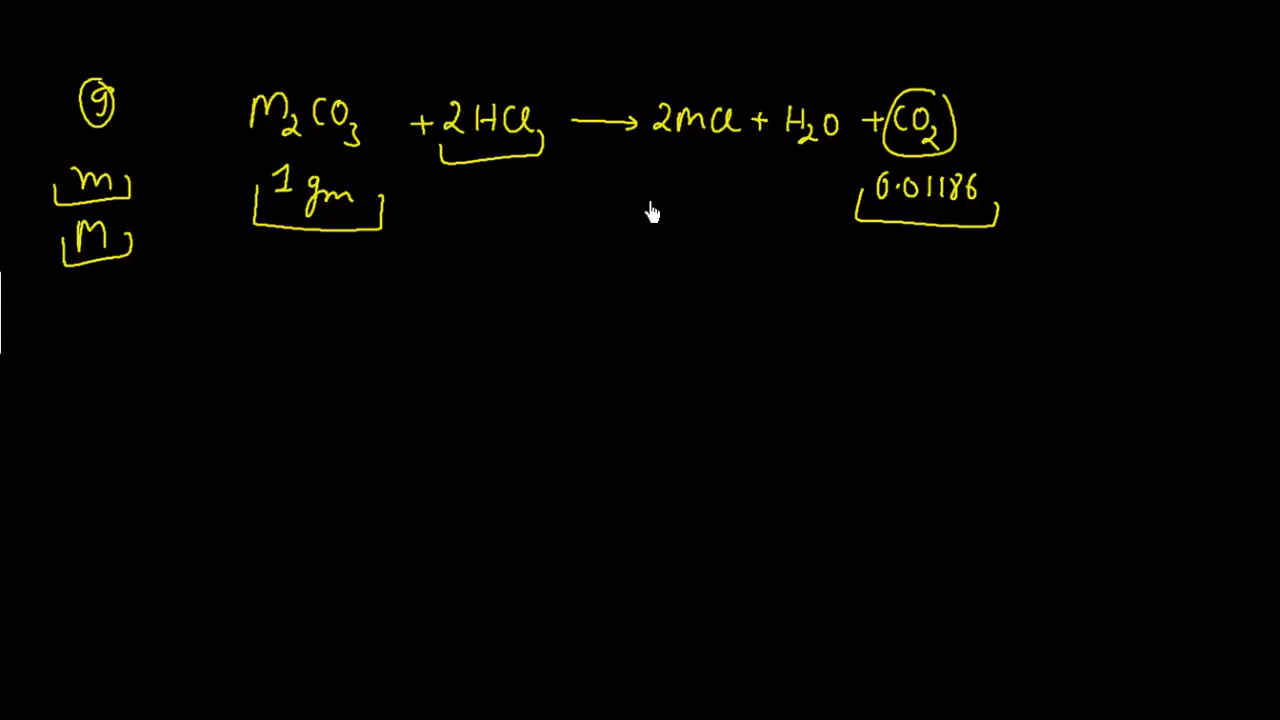 9
M₂CO₃ + 2HCl, ⟶ 2MCl + H₂O + CO₂
m 1 gm 0.01186
M